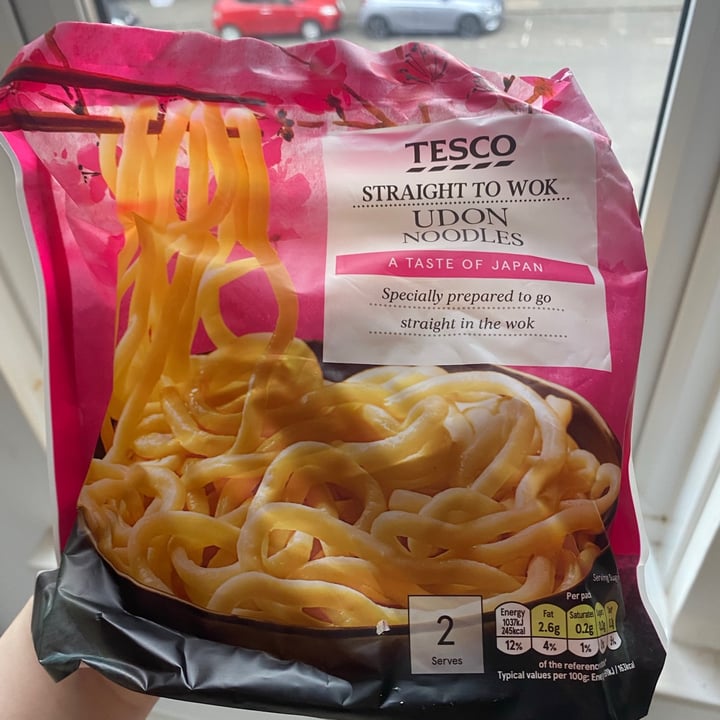 TESCO
STRAIGHT TO WOK
UDON
NOODLES
A TASTE OF JAPAN
Specially prepared to go
straight in the wok
2
Serves
Serving
Per pack
Energy Fat Saturates
1037kJ 2.6g 0.2g
245kcal
12% 4% 1%
of the reference
Typical values per 100g: Energy